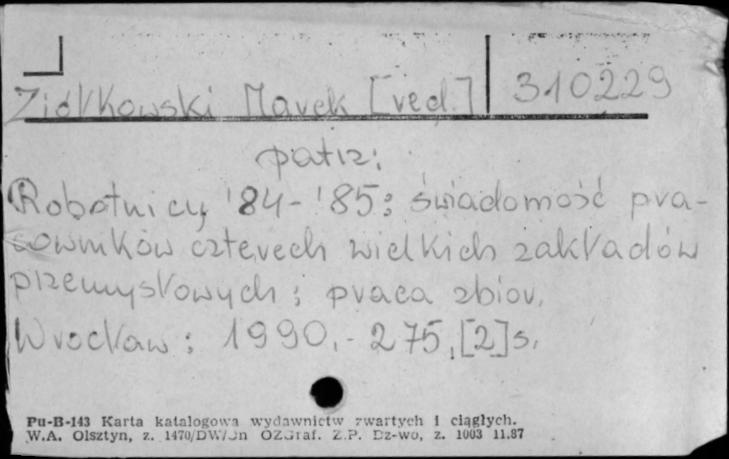 Ziółkowski Marek [red.] 310229
patrz:
Robotnicy '84-'85: świadomość pra-
cowników czterech wielkich zakładów
przemysłowych: praca zbior.
Wrocław: 1990.- 275,[2]s.
Pu-B-143 Karta katalogowa wydawnictw zwartych i ciągłych.
W.A. Olsztyn, z. 1470/DW/Jn OZGraf. Z.P. Dz-wo, z. 1003 11.87